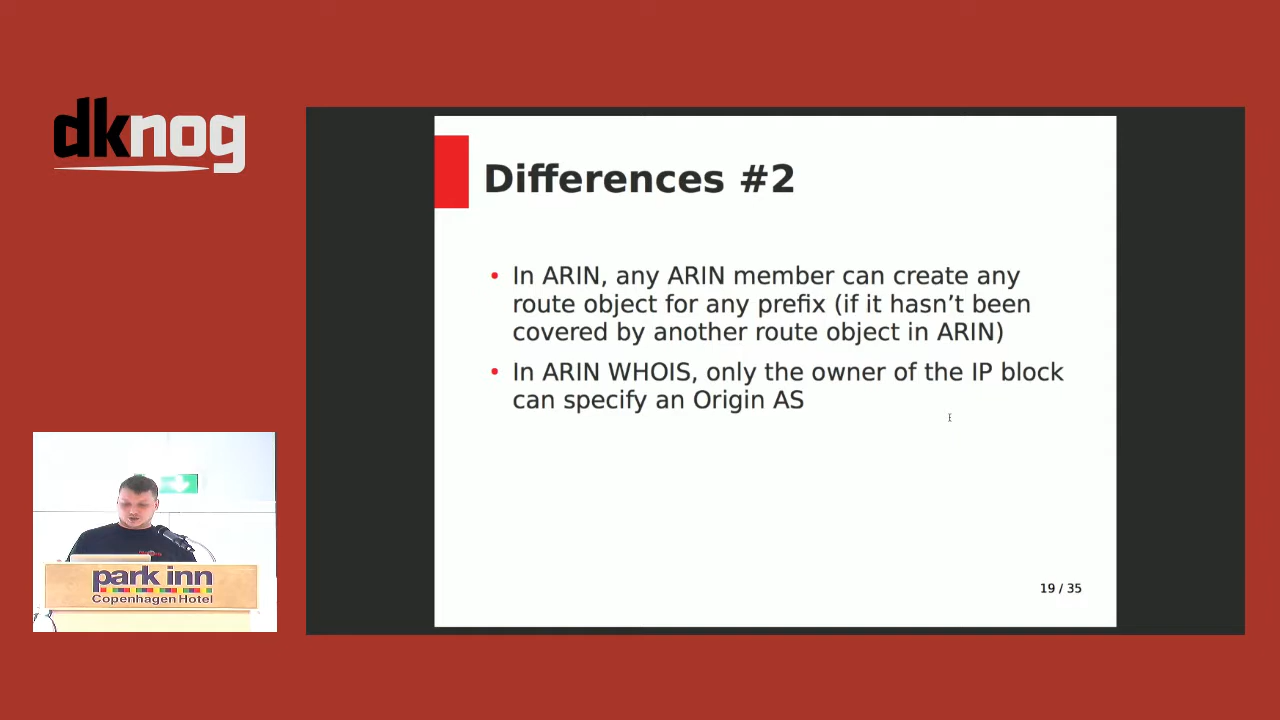 dknog
Differences #2
• In ARIN, any ARIN member can create any
route object for any prefix (if it hasn't been
covered by another route object in ARIN)
• In ARIN WHOIS, only the owner of the IP block
can specify an Origin AS
19 / 35
park inn
Copenhagen Hotel